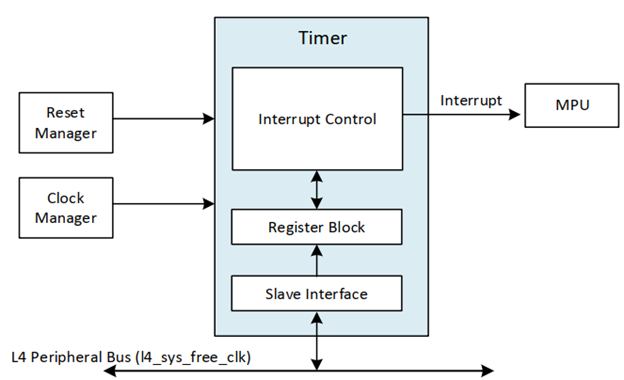 Timer
Reset
Manager
Interrupt Control
Interrupt
MPU
Clock
Manager
Register Block
Slave Interface
L4 Peripheral Bus (l4_sys_free_clk)